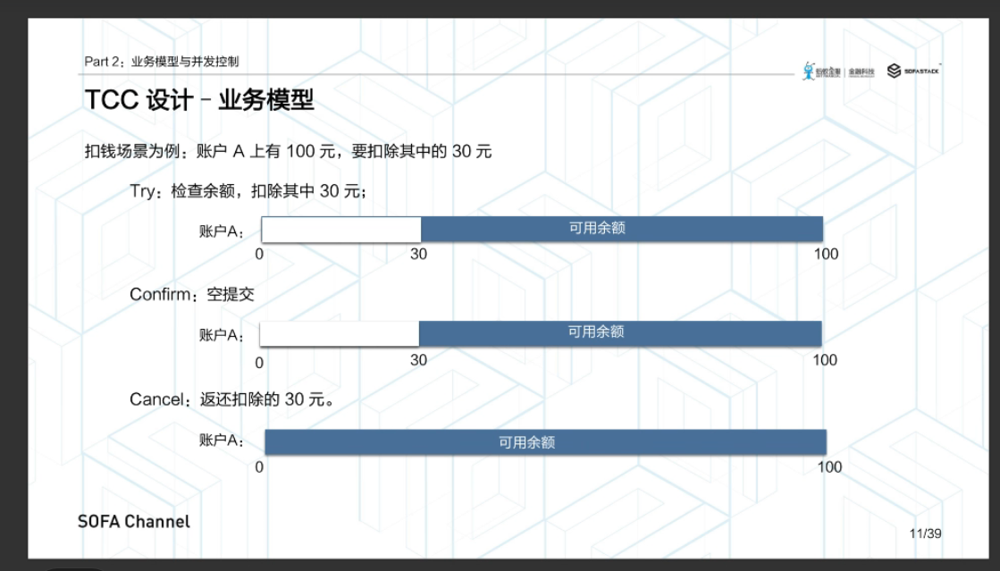 Part 2：业务模型与并发控制
蚂蚁金服 | 金融科技
SOFASTACK
TCC 设计 – 业务模型
扣钱场景为例：账户 A 上有 100 元，要扣除其中的 30 元
Try：检查余额，扣除其中 30 元；
账户A：
可用余额
0 30 100
Confirm：空提交
账户A：
可用余额
0 30 100
Cancel：返还扣除的 30 元。
账户A：
可用余额
0 100
SOFA Channel
11/39